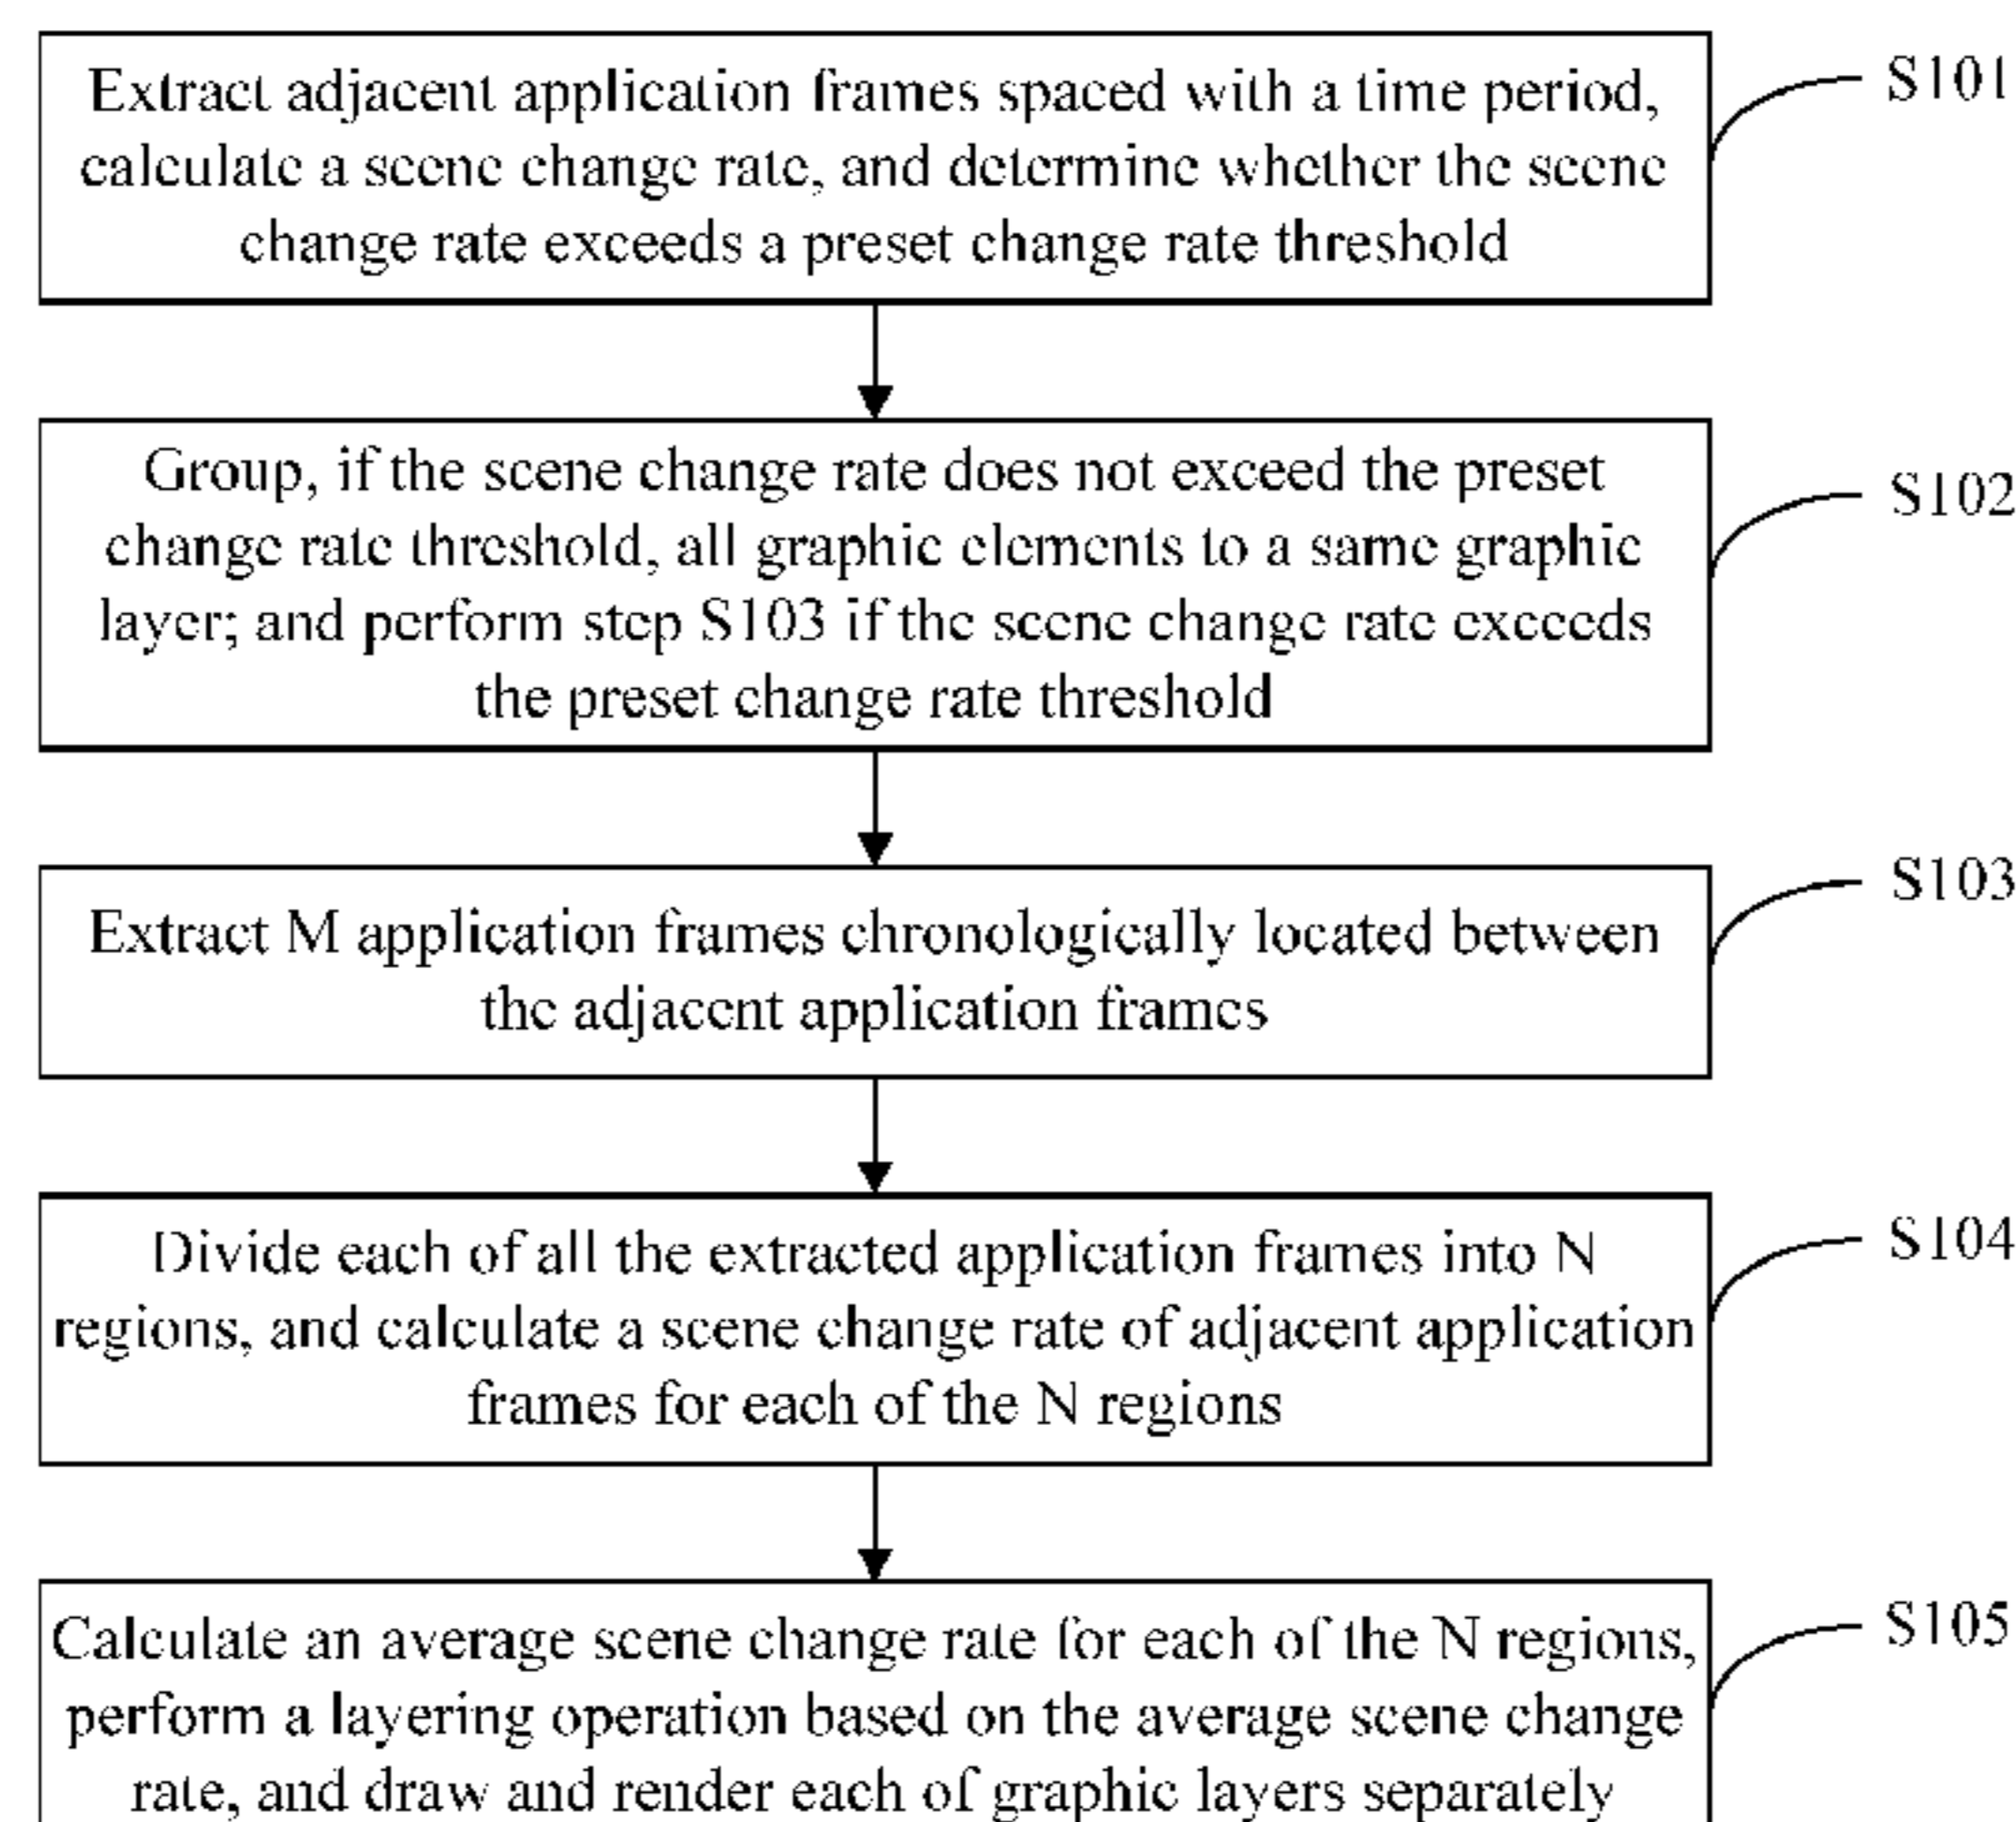 Extract adjacent application frames spaced with a time period,
calculate a scene change rate, and determine whether the scene
change rate exceeds a preset change rate threshold
S101
Group, if the scene change rate does not exceed the preset
change rate threshold, all graphic elements to a same graphic
layer; and perform step S103 if the scene change rate exceeds
the preset change rate threshold
S102
Extract M application frames chronologically located between
the adjacent application frames
S103
Divide each of all the extracted application frames into N
regions, and calculate a scene change rate of adjacent application
frames for each of the N regions
S104
Calculate an average scene change rate for each of the N regions,
perform a layering operation based on the average scene change
rate, and draw and render each of graphic layers separately
S105